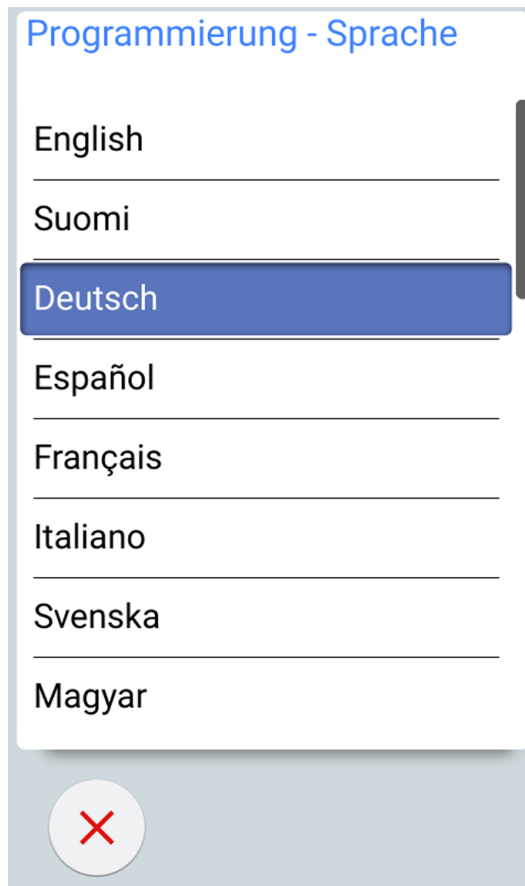 Programmierung - Sprache
English
Suomi
Deutsch
Español
Français
Italiano
Svenska
Magyar